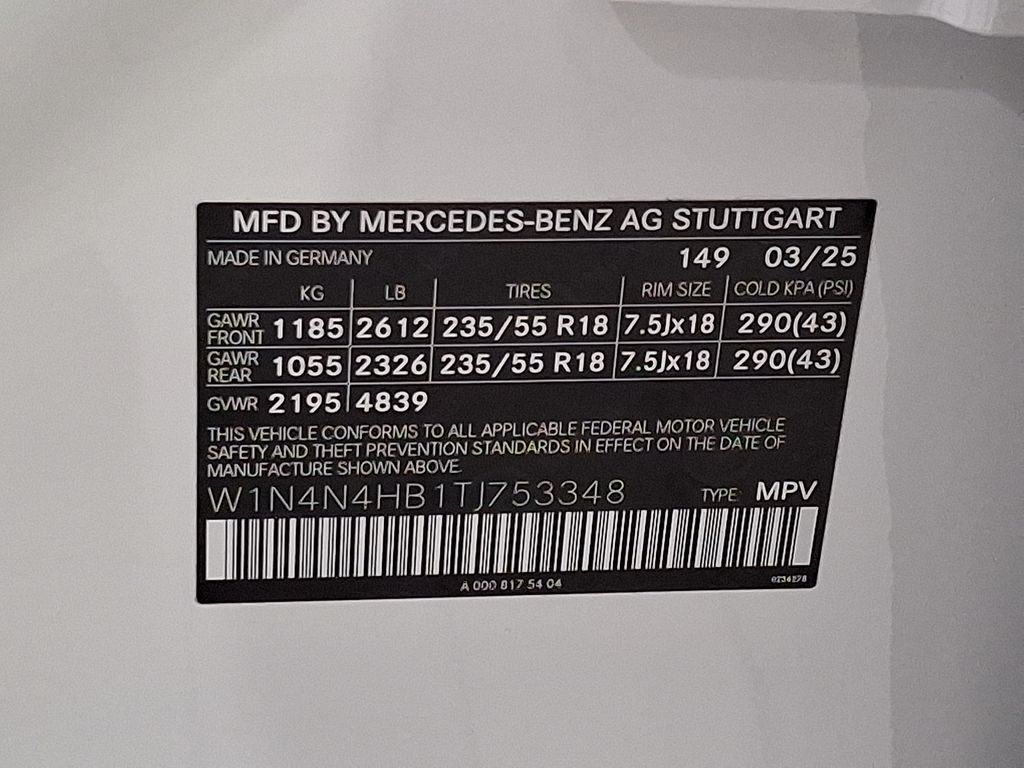 MFD BY MERCEDES-BENZ AG STUTTGART
MADE IN GERMANY 149 03/25
KG LB TIRES RIM SIZE COLD KPA (PSI)
GAWR FRONT 1185 2612 235/55 R18 7.5Jx18 290(43)
GAWR REAR 1055 2326 235/55 R18 7.5Jx18 290(43)
GVWR 2195 4839
THIS VEHICLE CONFORMS TO ALL APPLICABLE FEDERAL MOTOR VEHICLE
SAFETY AND THEFT PREVENTION STANDARDS IN EFFECT ON THE DATE OF
MANUFACTURE SHOWN ABOVE.
W1N4N4HB1TJ753348 TYPE: MPV
A 000 817 54 04